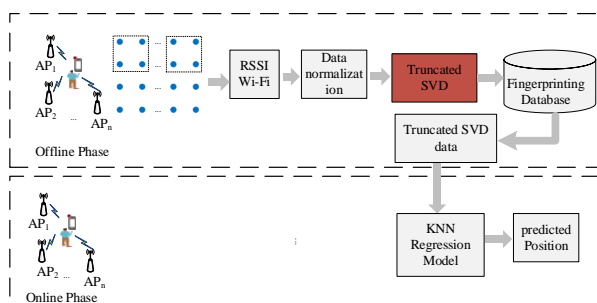 AP1
AP2 ...
APn
Offline Phase
...
...
...
...
RSSI
Wi-Fi
Data
normalizat
ion
Truncated
SVD
Fingerprinting
Database
Truncated SVD
data
AP1
AP2 ...
APn
Online Phase
KNN
Regression
Model
predicted
Position